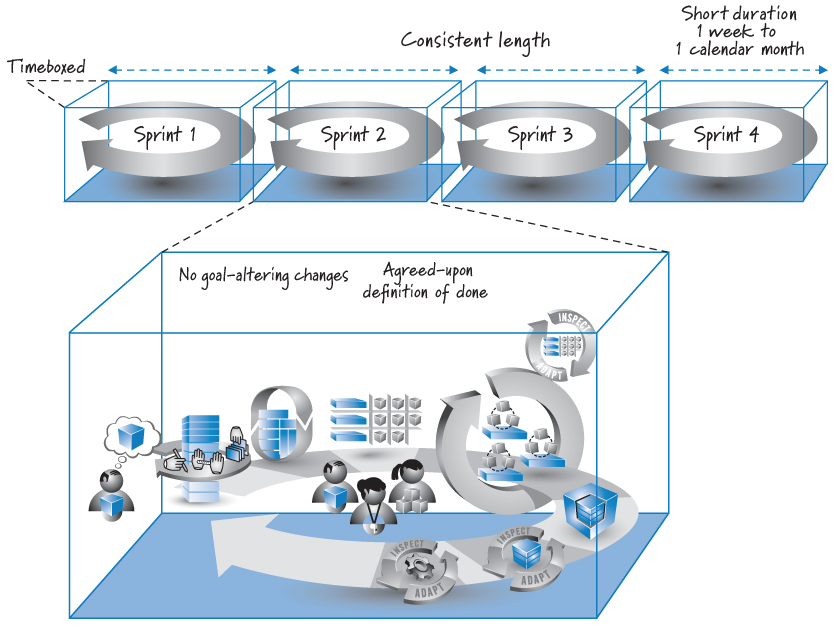 Short duration
1 week to
1 calendar month
Consistent length
Timeboxed
Sprint 1
Sprint 2
Sprint 3
Sprint 4
No goal-altering changes
Agreed-upon
definition of done
INSPECT
ADAPT
INSPECT
ADAPT
INSPECT
ADAPT